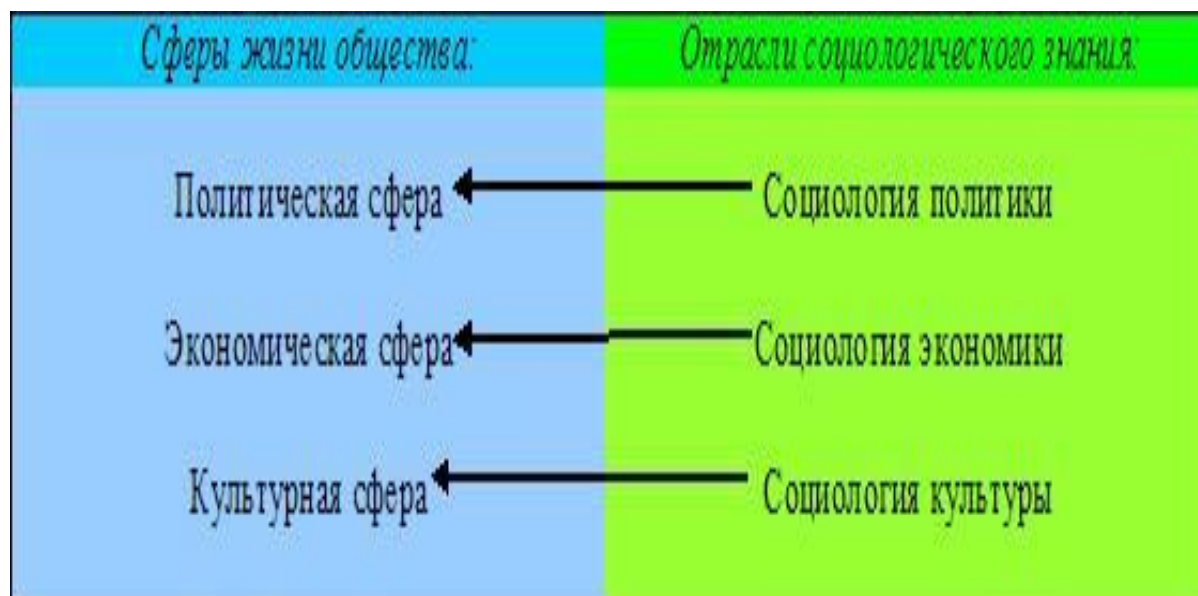 Сферы жизни общества: Отрасли социологического знания:
Политическая сфера Социология политики
Экономическая сфера Социология экономики
Культурная сфера Социология культуры